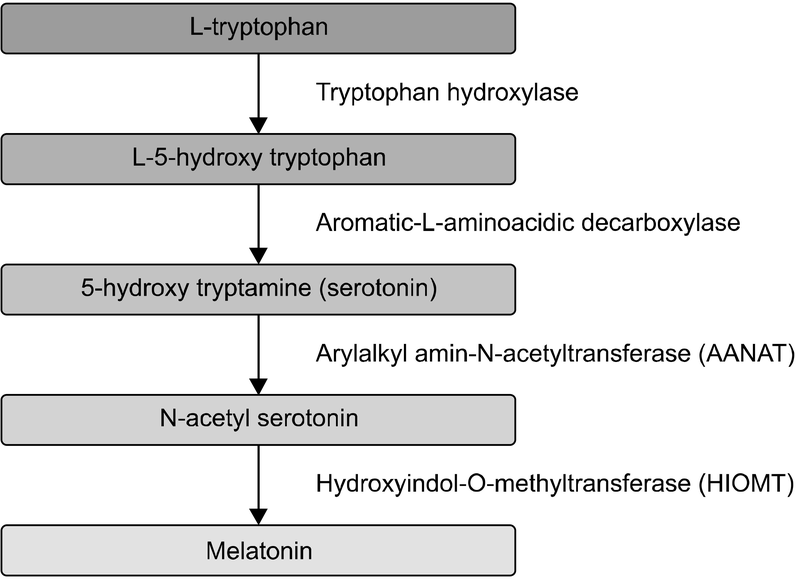 L-tryptophan
Tryptophan hydroxylase
L-5-hydroxy tryptophan
Aromatic-L-aminoacidic decarboxylase
5-hydroxy tryptamine (serotonin)
Arylalkyl amin-N-acetyltransferase (AANAT)
N-acetyl serotonin
Hydroxyindol-O-methyltransferase (HIOMT)
Melatonin